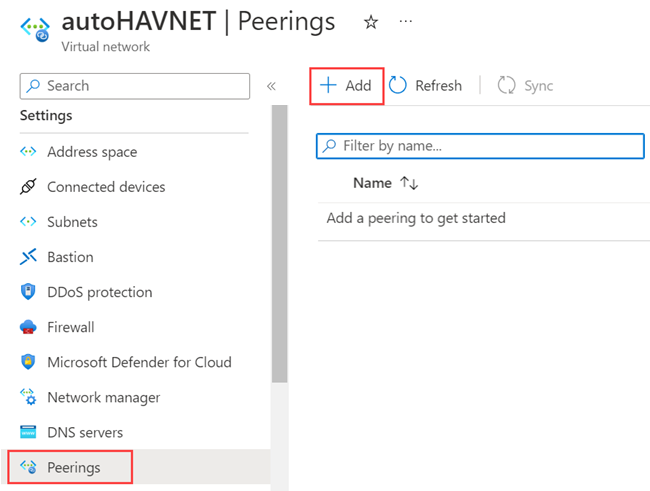 autoHAVNET | Peerings
Virtual network
Search
Settings
Address space
Connected devices
Subnets
Bastion
DDoS protection
Firewall
Microsoft Defender for Cloud
Network manager
DNS servers
Peerings
Add Refresh Sync
Filter by name...
Name
Add a peering to get started